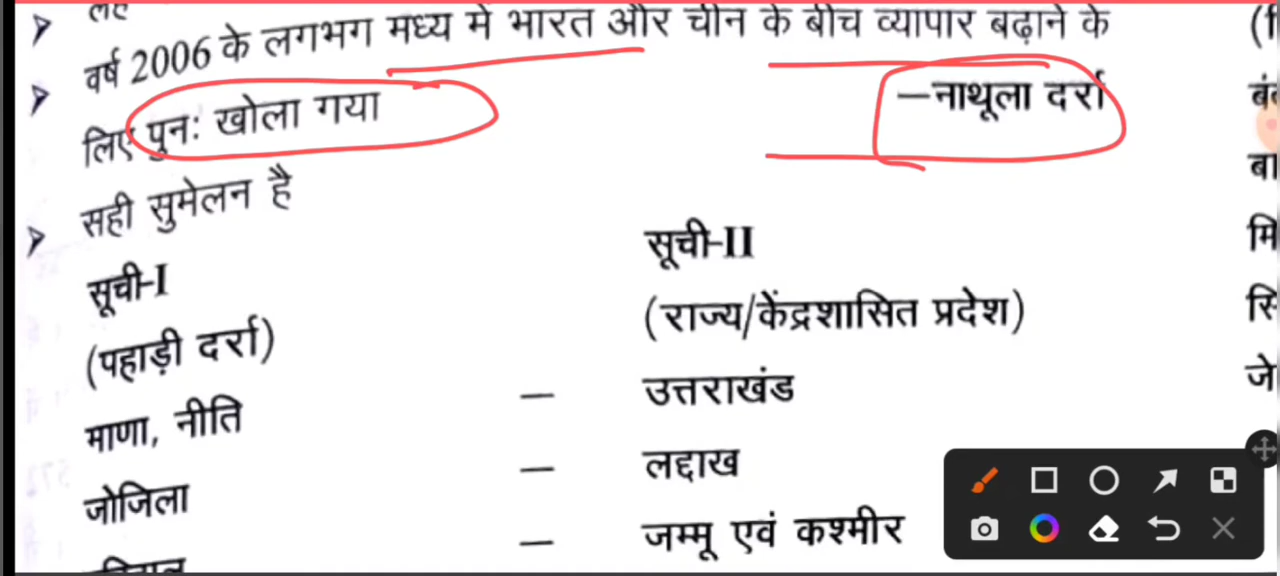 लिए
वर्ष 2006 के लगभग मध्य में भारत और चीन के बीच व्यापार बढ़ाने के
लिए पुनः खोला गया –नाथूला दर्रा
सही सुमेलन है
सूची-I सूची-II
(पहाड़ी दर्रा) (राज्य/केंद्रशासित प्रदेश)
माणा, नीति – उत्तराखंड
जोजिला – लद्दाख
– जम्मू एवं कश्मीर